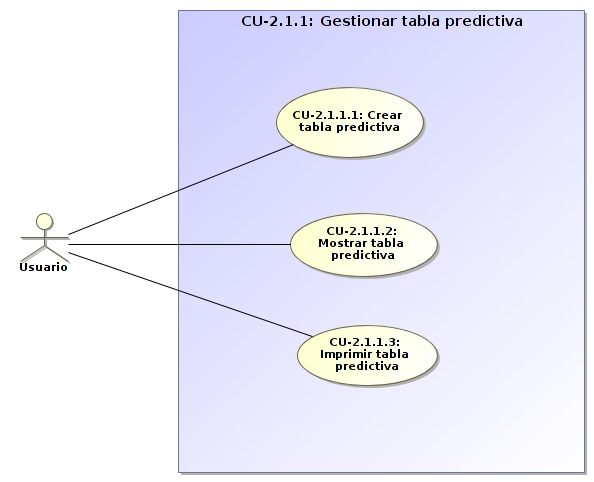 CU-2.1.1: Gestionar tabla predictiva
CU-2.1.1.1: Crear
tabla predictiva
CU-2.1.1.2:
Mostrar tabla
predictiva
Usuario
CU-2.1.1.3:
Imprimir tabla
predictiva